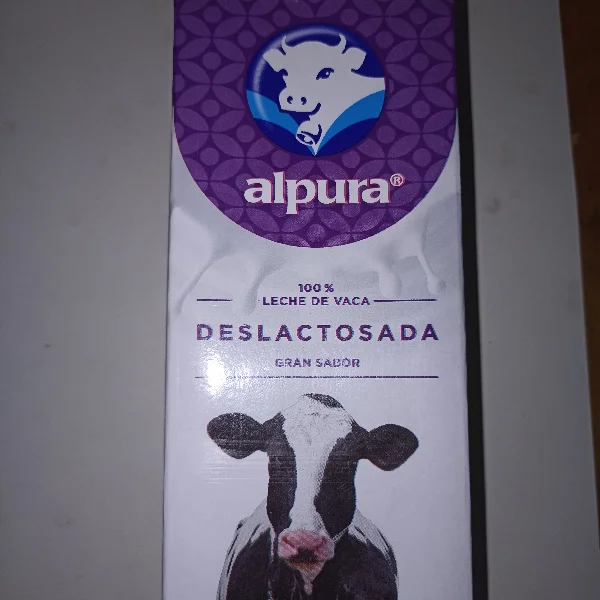 alpura®
100%
LECHE DE VACA
DESLACTOSADA
GRAN SABOR